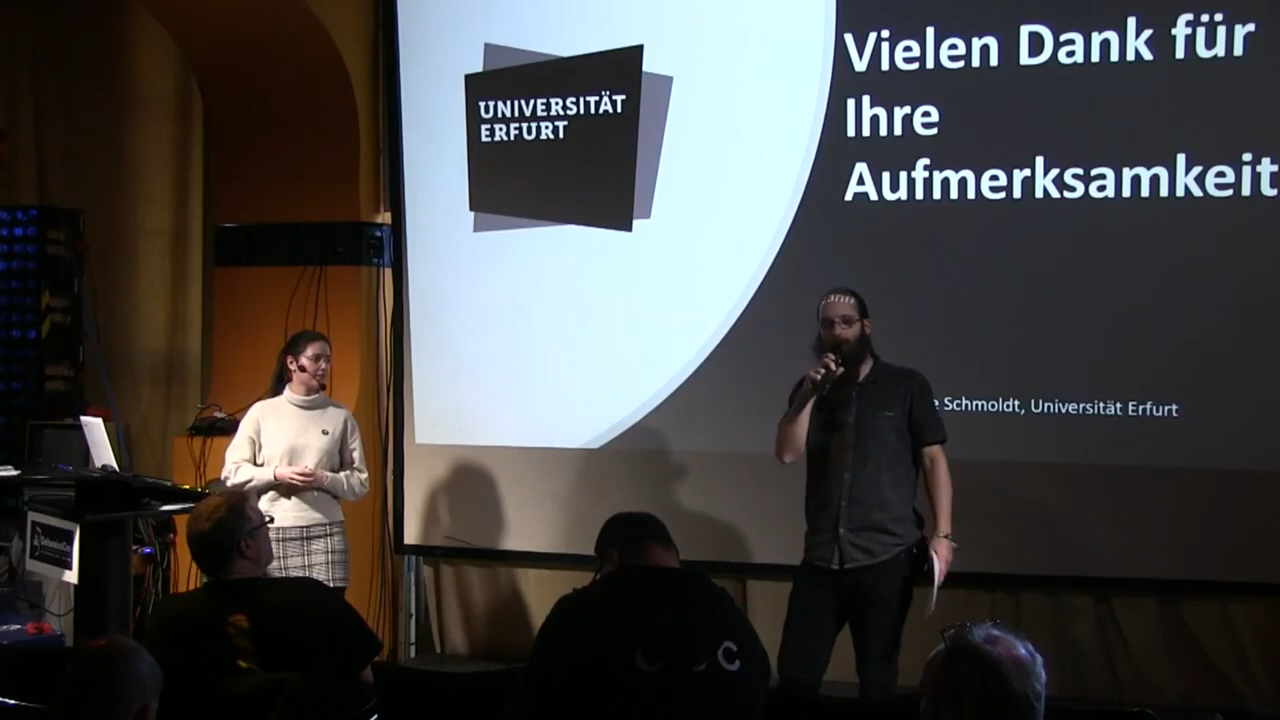 UNIVERSITÄT
ERFURT
Vielen Dank für
Ihre
Aufmerksamkeit
e Schmoldt, Universität Erfurt